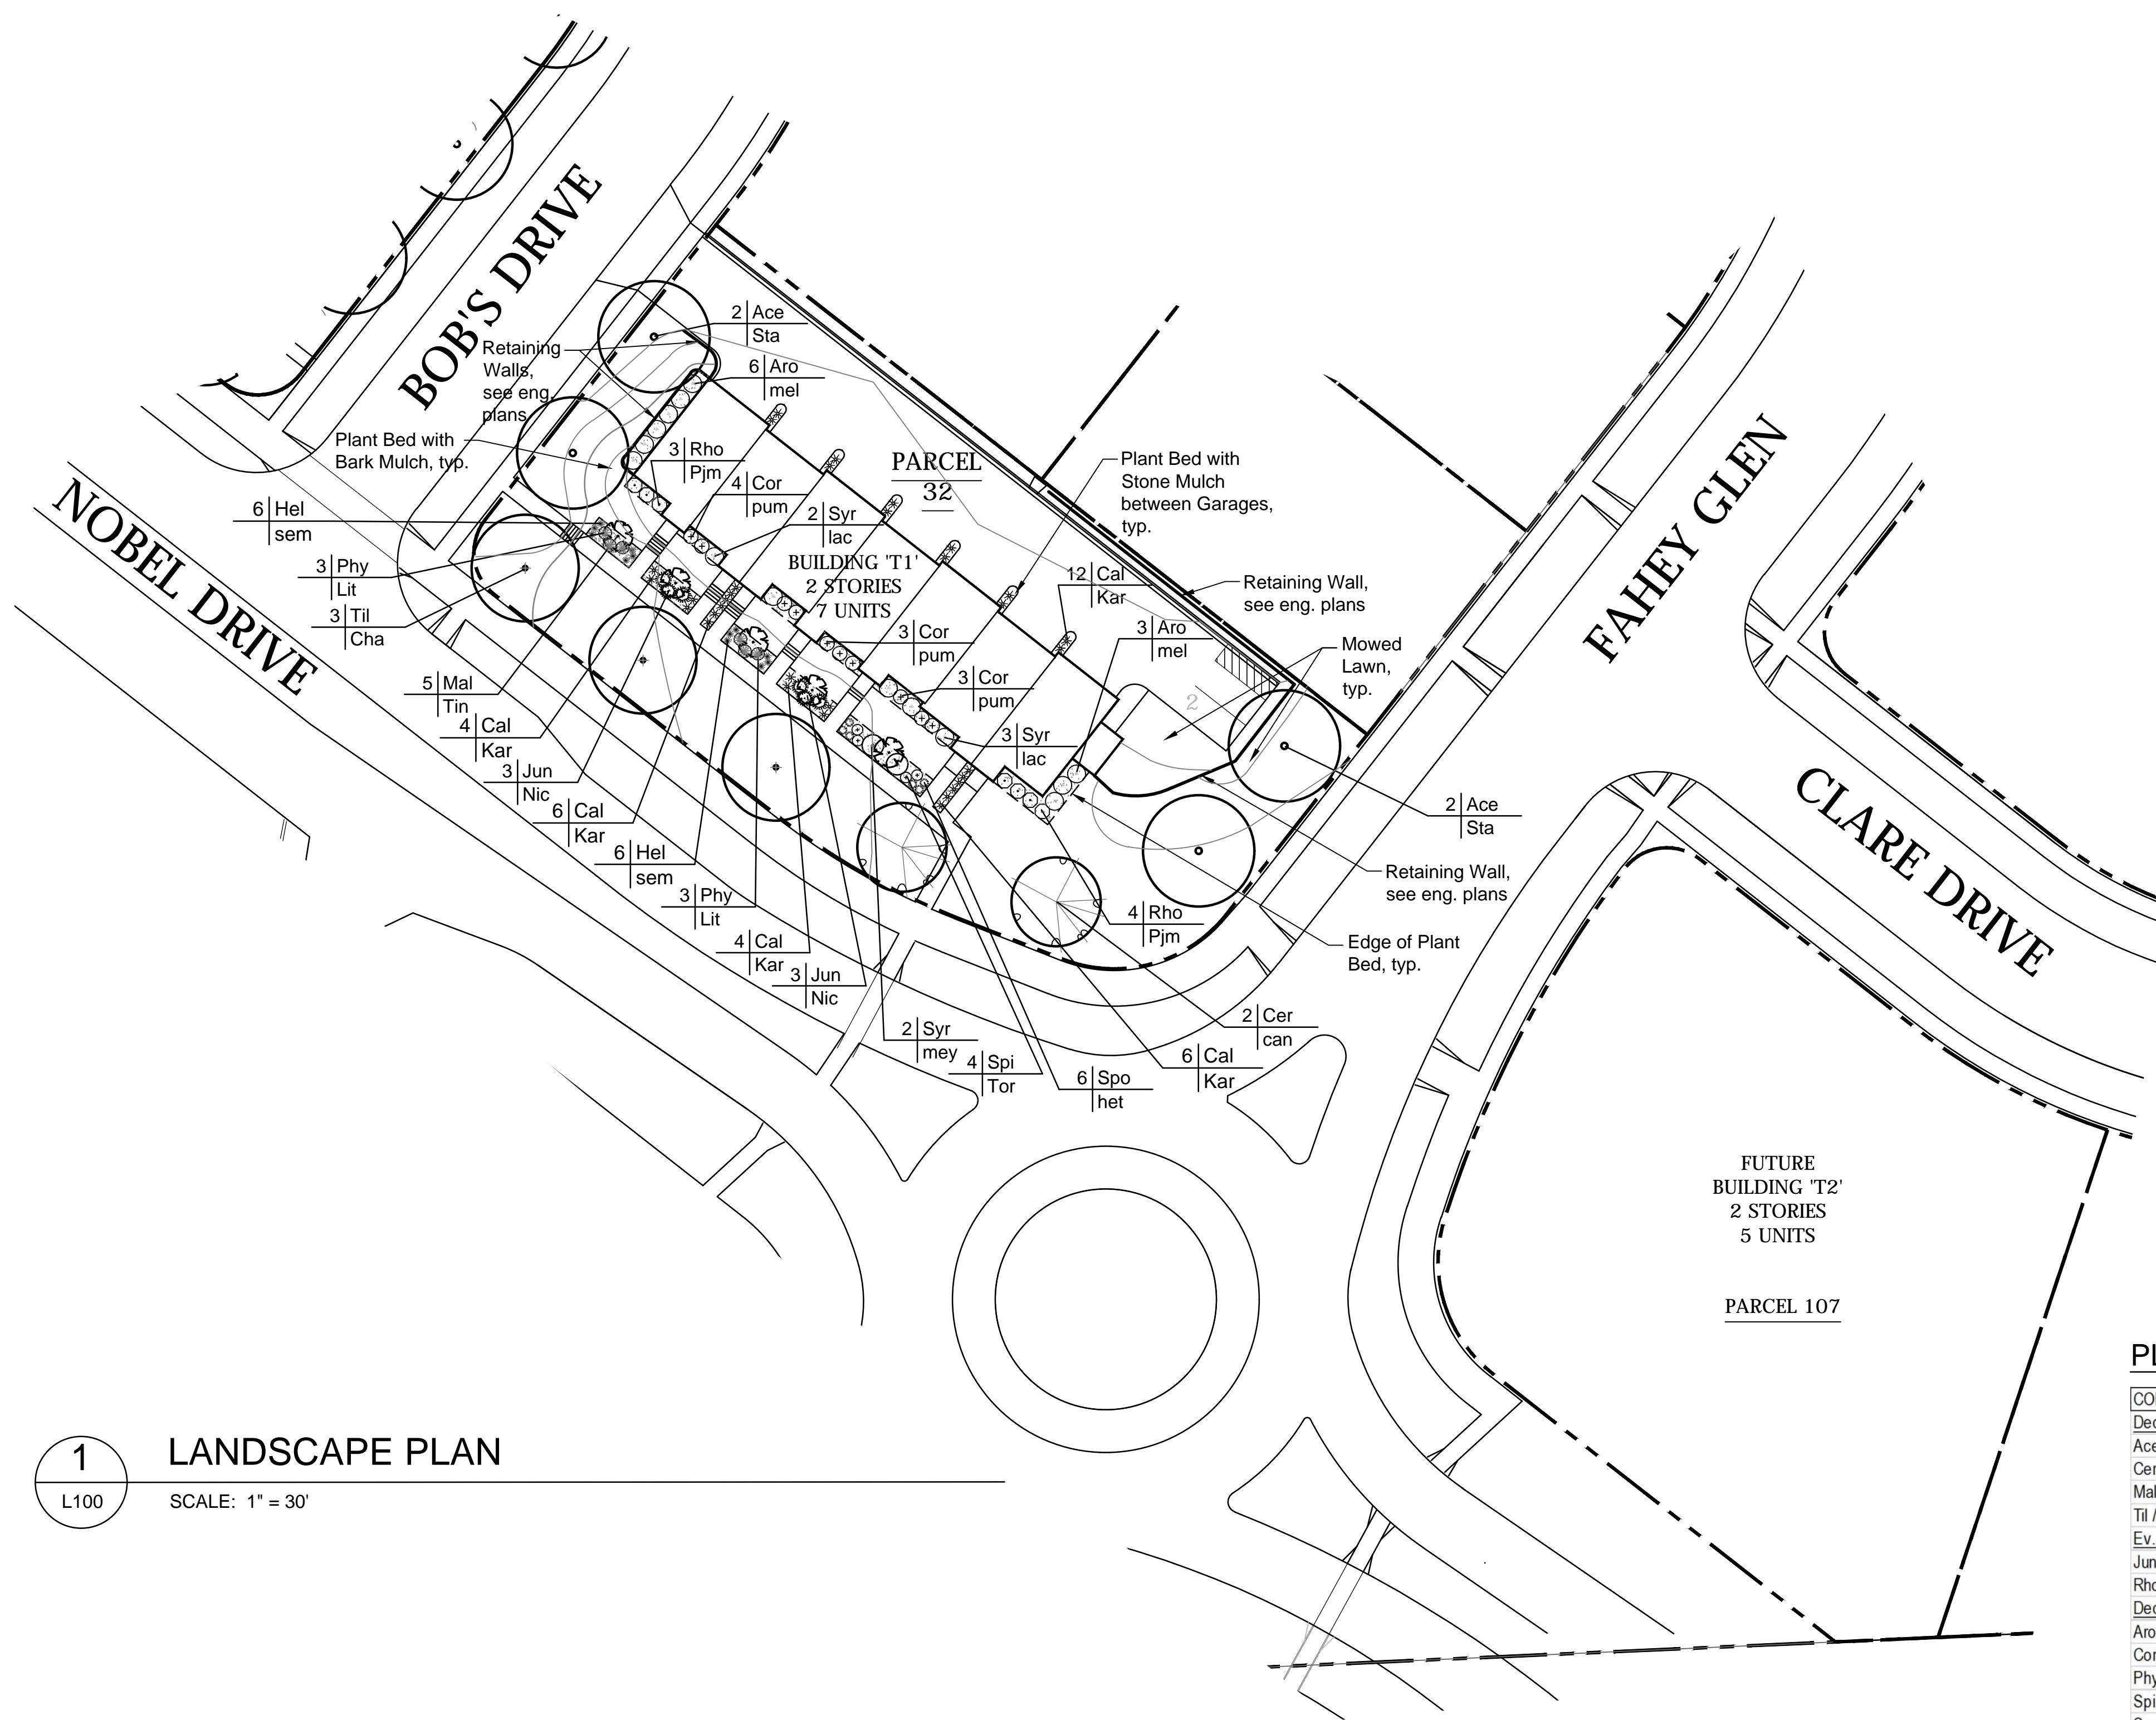 BOB'S DRIVE
NOBEL DRIVE
FAHEY GLEN
CLARE DRIVE
2 Ace
Sta
Retaining
Walls,
see eng.
plans
6 Aro
mel
Plant Bed with
Bark Mulch, typ.
3 Rho
Pjm
4 Cor
pum
2 Syr
lac
PARCEL
32
BUILDING 'T1'
2 STORIES
7 UNITS
Plant Bed with
Stone Mulch
between Garages,
typ.
12 Cal
Kar
Retaining Wall,
see eng. plans
3 Aro
mel
Mowed
Lawn,
typ.
2
3 Cor
pum
3 Cor
pum
3 Syr
lac
6 Hel
sem
3 Phy
Lit
3 Til
Cha
5 Mal
Tin
4 Cal
Kar
3 Jun
Nic
6 Cal
Kar
6 Hel
sem
3 Phy
Lit
4 Cal
Kar
3 Jun
Nic
2 Syr
mey
4 Spi
Tor
6 Spo
het
6 Cal
Kar
2 Cer
can
4 Rho
Pjm
2 Ace
Sta
Retaining Wall,
see eng. plans
Edge of Plant
Bed, typ.
FUTURE
BUILDING 'T2'
2 STORIES
5 UNITS
PARCEL 107
1
L100
LANDSCAPE PLAN
SCALE: 1" = 30'
Ev.